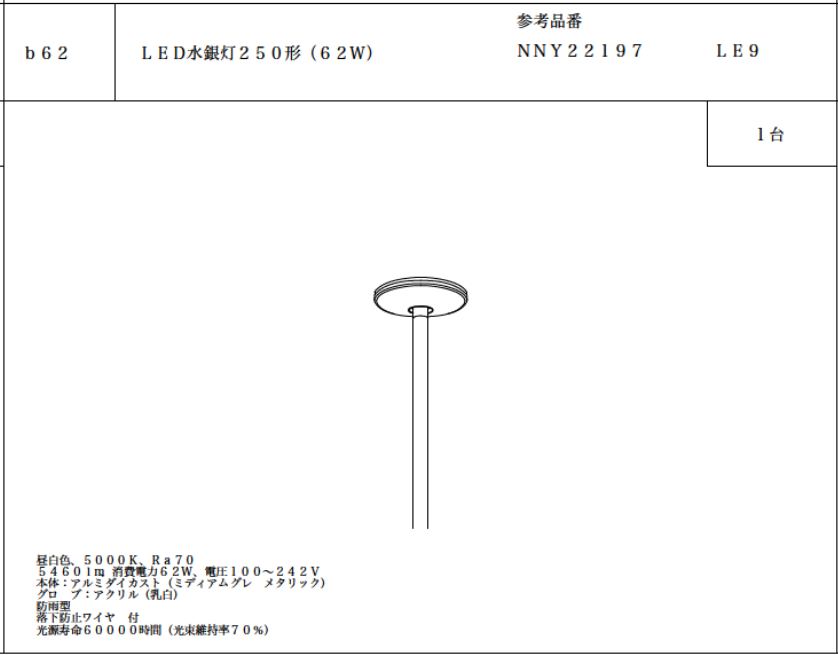 参考品番
b62 LED水銀灯250形（62W） NNY22197 LE9
1台
昼白色、5000K、Ra70
5460lm、消費電力62W、電圧100～242V
本体：アルミダイカスト（ミディアムグレ　メタリック）
グロ　ブ：アクリル（乳白）
防雨型
落下防止ワイヤ　付
光源寿命60000時間（光束維持率70%）